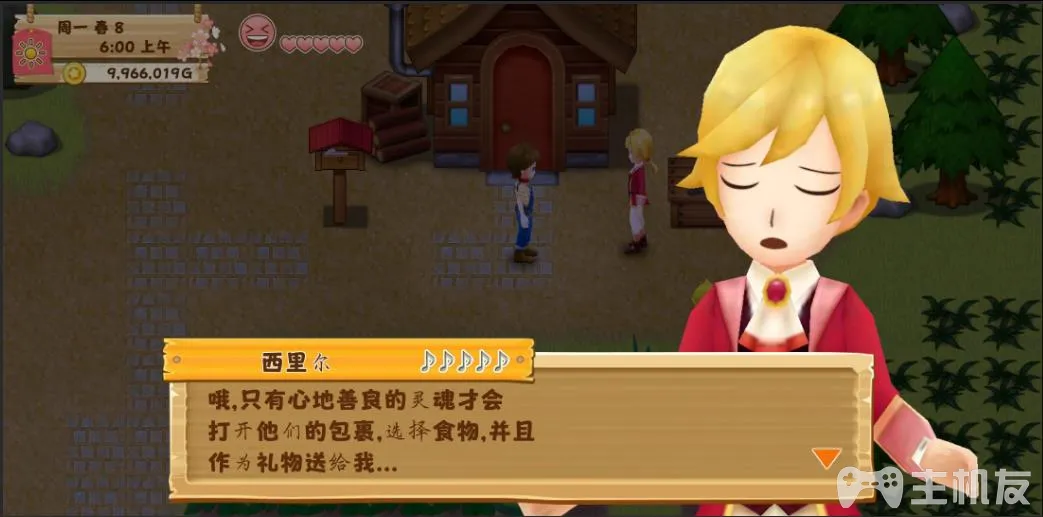 周一 春 8
6:00 上午
9,966,019G
西里尔
哦,只有心地善良的灵魂才会
打开他们的包裹,选择食物,并且
作为礼物送给我...
主机友